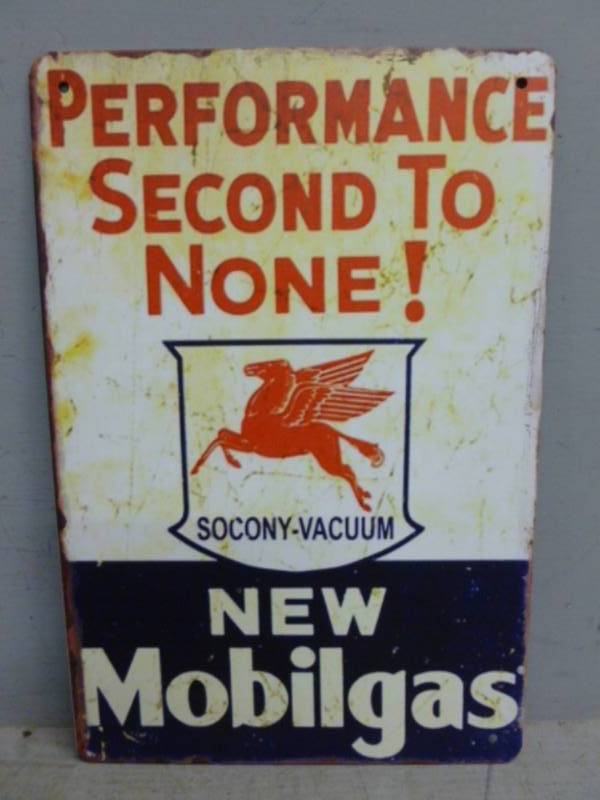 PERFORMANCE
SECOND TO
NONE!
SOCONY-VACUUM
NEW
Mobilgas